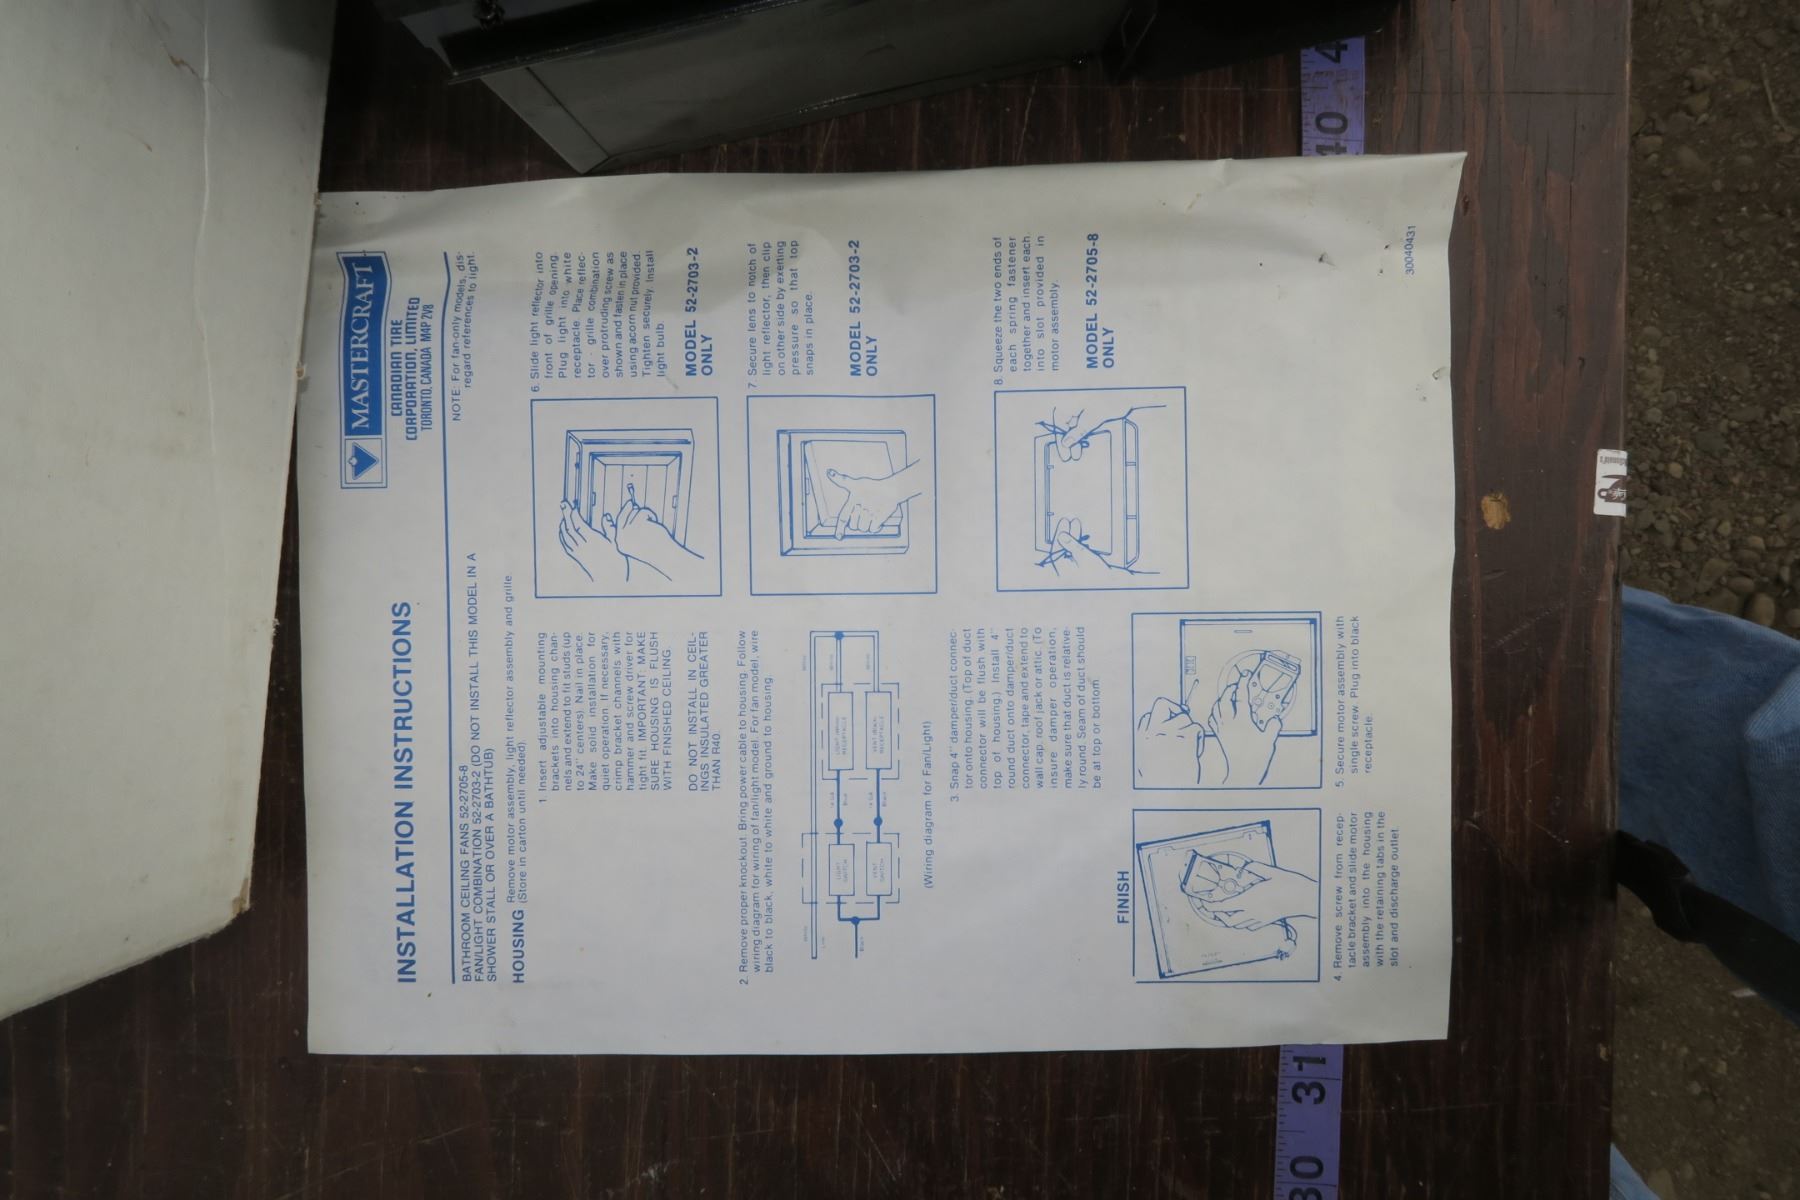 MASTERCRAFT
INSTALLATION INSTRUCTIONS
CANADIAN TIRE
CORPORATION, LIMITED
TORONTO, CANADA M4P 2V8
BATHROOM CEILING FANS 52-2705-8
FAN/LIGHT COMBINATION 52-2703-2 (DO NOT INSTALL THIS MODEL IN A
SHOWER STALL OR OVER A BATHTUB)
NOTE: For fan-only models, dis-
regard references to light.
HOUSING Remove motor assembly, light reflector assembly and grille.
(Store in carton until needed).
1. Insert adjustable mounting
brackets into housing chan-
nels and extend to fit studs (up
to 24" centers). Nail in place.
Make solid installation for
quiet operation. If necessary,
crimp bracket channels with
hammer and screw driver for
tight fit. IMPORTANT: MAKE
SURE HOUSING IS FLUSH
WITH FINISHED CEILING.
DO NOT INSTALL IN CEIL-
INGS INSULATED GREATER
THAN R40.
2. Remove proper knockout. Bring power cable to housing. Follow
wiring diagram for wiring of fan/light model. For fan model, wire
black to black, white to white and ground to housing.
White
Line
Black
LIGHT
SWITCH
VENT
SWITCH
Blue
Black
RECEPTACLE
RECEPTACLE
White
White
(Wiring diagram for Fan/Light)
3. Snap 4" damper/duct connec-
tor onto housing. (Top of duct
connector will be flush with
top of housing.) Install 4"
round duct onto damper/duct
connector, tape and extend to
wall cap, roof jack or attic. (To
insure damper operation,
make sure that duct is relative-
ly round. Seam of duct should
be at top or bottom.
FINISH
4. Remove screw from recep-
tacle bracket and slide motor
assembly into the housing
with the retaining tabs in the
slot and discharge outlet.
5. Secure motor assembly with
single screw. Plug into black
receptacle.
6. Slide light reflector into
front of grille opening.
Plug light into white
receptacle. Place reflec-
tor - grille combination
over protruding screw as
shown and fasten in place
using acorn nut provided.
Tighten securely. Install
light bulb.
MODEL 52-2703-2
ONLY
7. Secure lens to notch of
light reflector, then clip
on other side by exerting
pressure so that top
snaps in place.
MODEL 52-2703-2
ONLY
8. Squeeze the two ends of
each spring fastener
together and insert each
into slot provided in
motor assembly.
MODEL 52-2705-8
ONLY
30040431
30 31
40 4
McDonald's